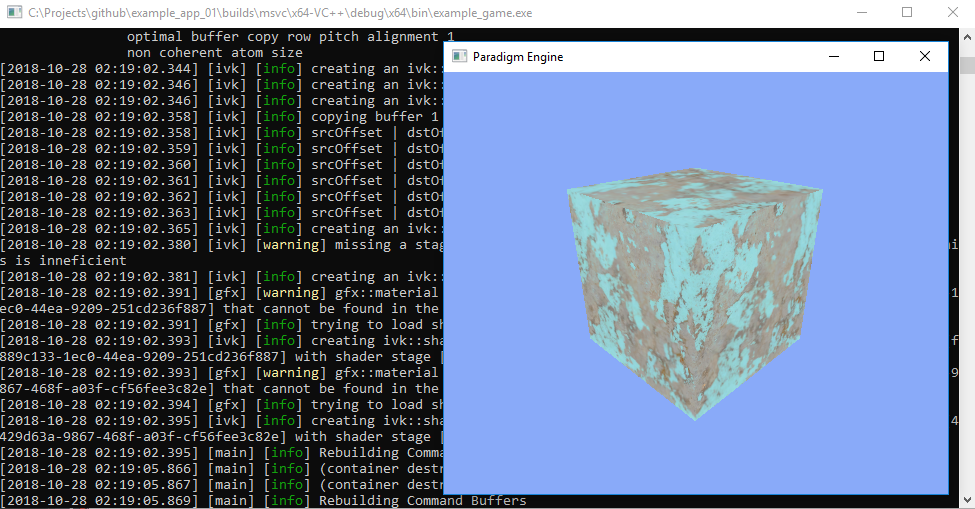 C:\Projects\github\example_app_01\builds\msvc\x64-VC++\debug\x64\bin\example_game.exe
optimal buffer copy row pitch alignment 1
non coherent atom size
Paradigm Engine
[2018-10-28 02:19:02.344] [ivk] [info] creating an ivk::
[2018-10-28 02:19:02.346] [ivk] [info] creating an ivk::
[2018-10-28 02:19:02.346] [ivk] [info] creating an ivk::
[2018-10-28 02:19:02.358] [ivk] [info] copying buffer 1
[2018-10-28 02:19:02.358] [ivk] [info] srcOffset | dstOf
[2018-10-28 02:19:02.359] [ivk] [info] srcOffset | dstOf
[2018-10-28 02:19:02.360] [ivk] [info] srcOffset | dstOf
[2018-10-28 02:19:02.361] [ivk] [info] srcOffset | dstOf
[2018-10-28 02:19:02.362] [ivk] [info] srcOffset | dstOf
[2018-10-28 02:19:02.363] [ivk] [info] srcOffset | dstOf
[2018-10-28 02:19:02.365] [ivk] [info] creating an ivk::
[2018-10-28 02:19:02.380] [ivk] [warning] missing a stag
s is inneficient
[2018-10-28 02:19:02.381] [ivk] [info] creating an ivk::
[2018-10-28 02:19:02.391] [gfx] [warning] gfx::material 1
ec0-44ea-9209-251cd236f887] that cannot be found in the
[2018-10-28 02:19:02.391] [gfx] [info] trying to load sh
[2018-10-28 02:19:02.393] [ivk] [info] creating ivk::sha f
889c133-1ec0-44ea-9209-251cd236f887] with shader stage [
[2018-10-28 02:19:02.393] [gfx] [warning] gfx::material 9
867-468f-a03f-cf56fee3c82e] that cannot be found in the
[2018-10-28 02:19:02.394] [gfx] [info] trying to load sh
[2018-10-28 02:19:02.395] [ivk] [info] creating ivk::sha 4
429d63a-9867-468f-a03f-cf56fee3c82e] with shader stage [
[2018-10-28 02:19:02.395] [main] [info] Rebuilding Comma
[2018-10-28 02:19:05.866] [main] [info] (container destr
[2018-10-28 02:19:05.867] [main] [info] (container destr
[2018-10-28 02:19:05.869] [main] [info] Rebuilding Command Buffers